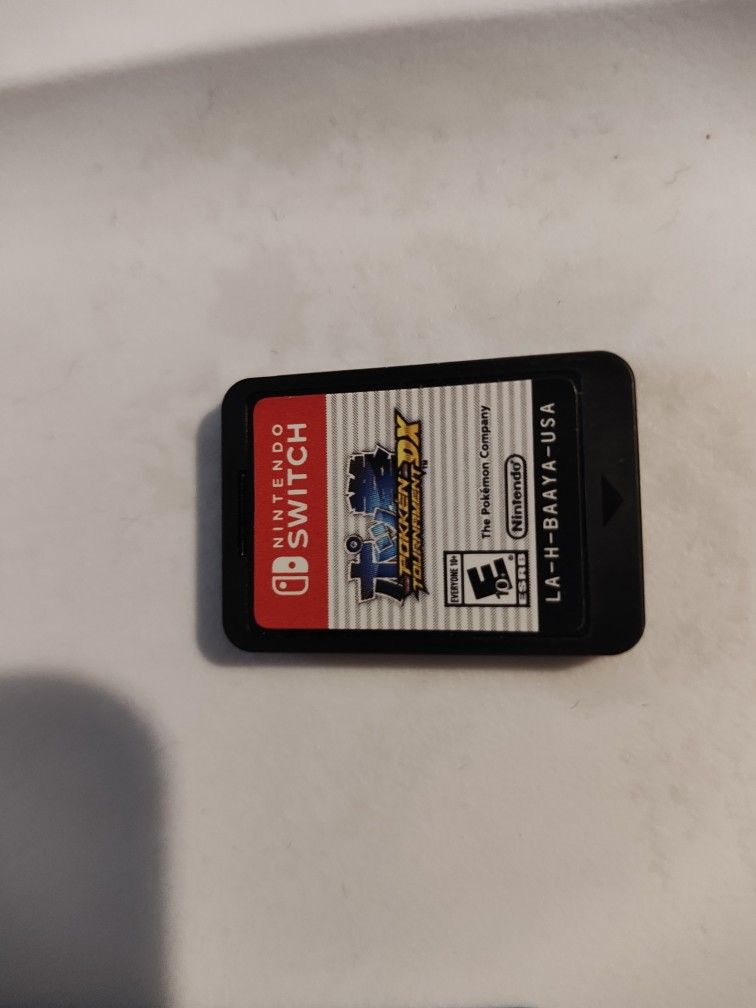 NINTENDO
SWITCH
ポッ拳
POKKÉN
TOURNAMENT DX
TM
The Pokémon Company
Nintendo
EVERYONE 10+
E
10+
ESRB
LA-H-BAAYA-USA